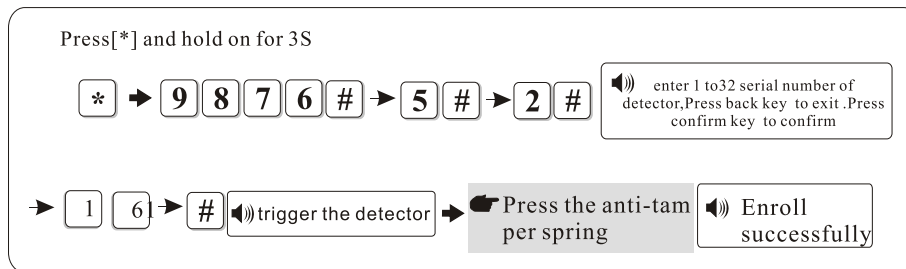 Press[*] and hold on for 3S
* 9 8 7 6 # 5 # 2 #
enter 1 to32 serial number of
detector,Press back key to exit .Press
confirm key to confirm
1 61 # trigger the detector
Press the anti-tam
per spring
Enroll
successfully